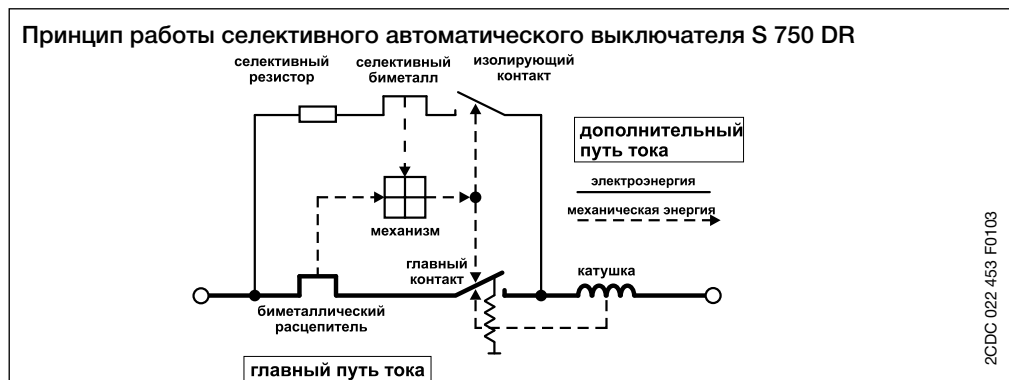 Принцип работы селективного автоматического выключателя S 750 DR
селективный
резистор
селективный
биметалл
изолирующий
контакт
дополнительный
путь тока
электроэнергия
механическая энергия
механизм
главный
контакт
катушка
биметаллический
расцепитель
главный путь тока
2CDC 022 453 F0103